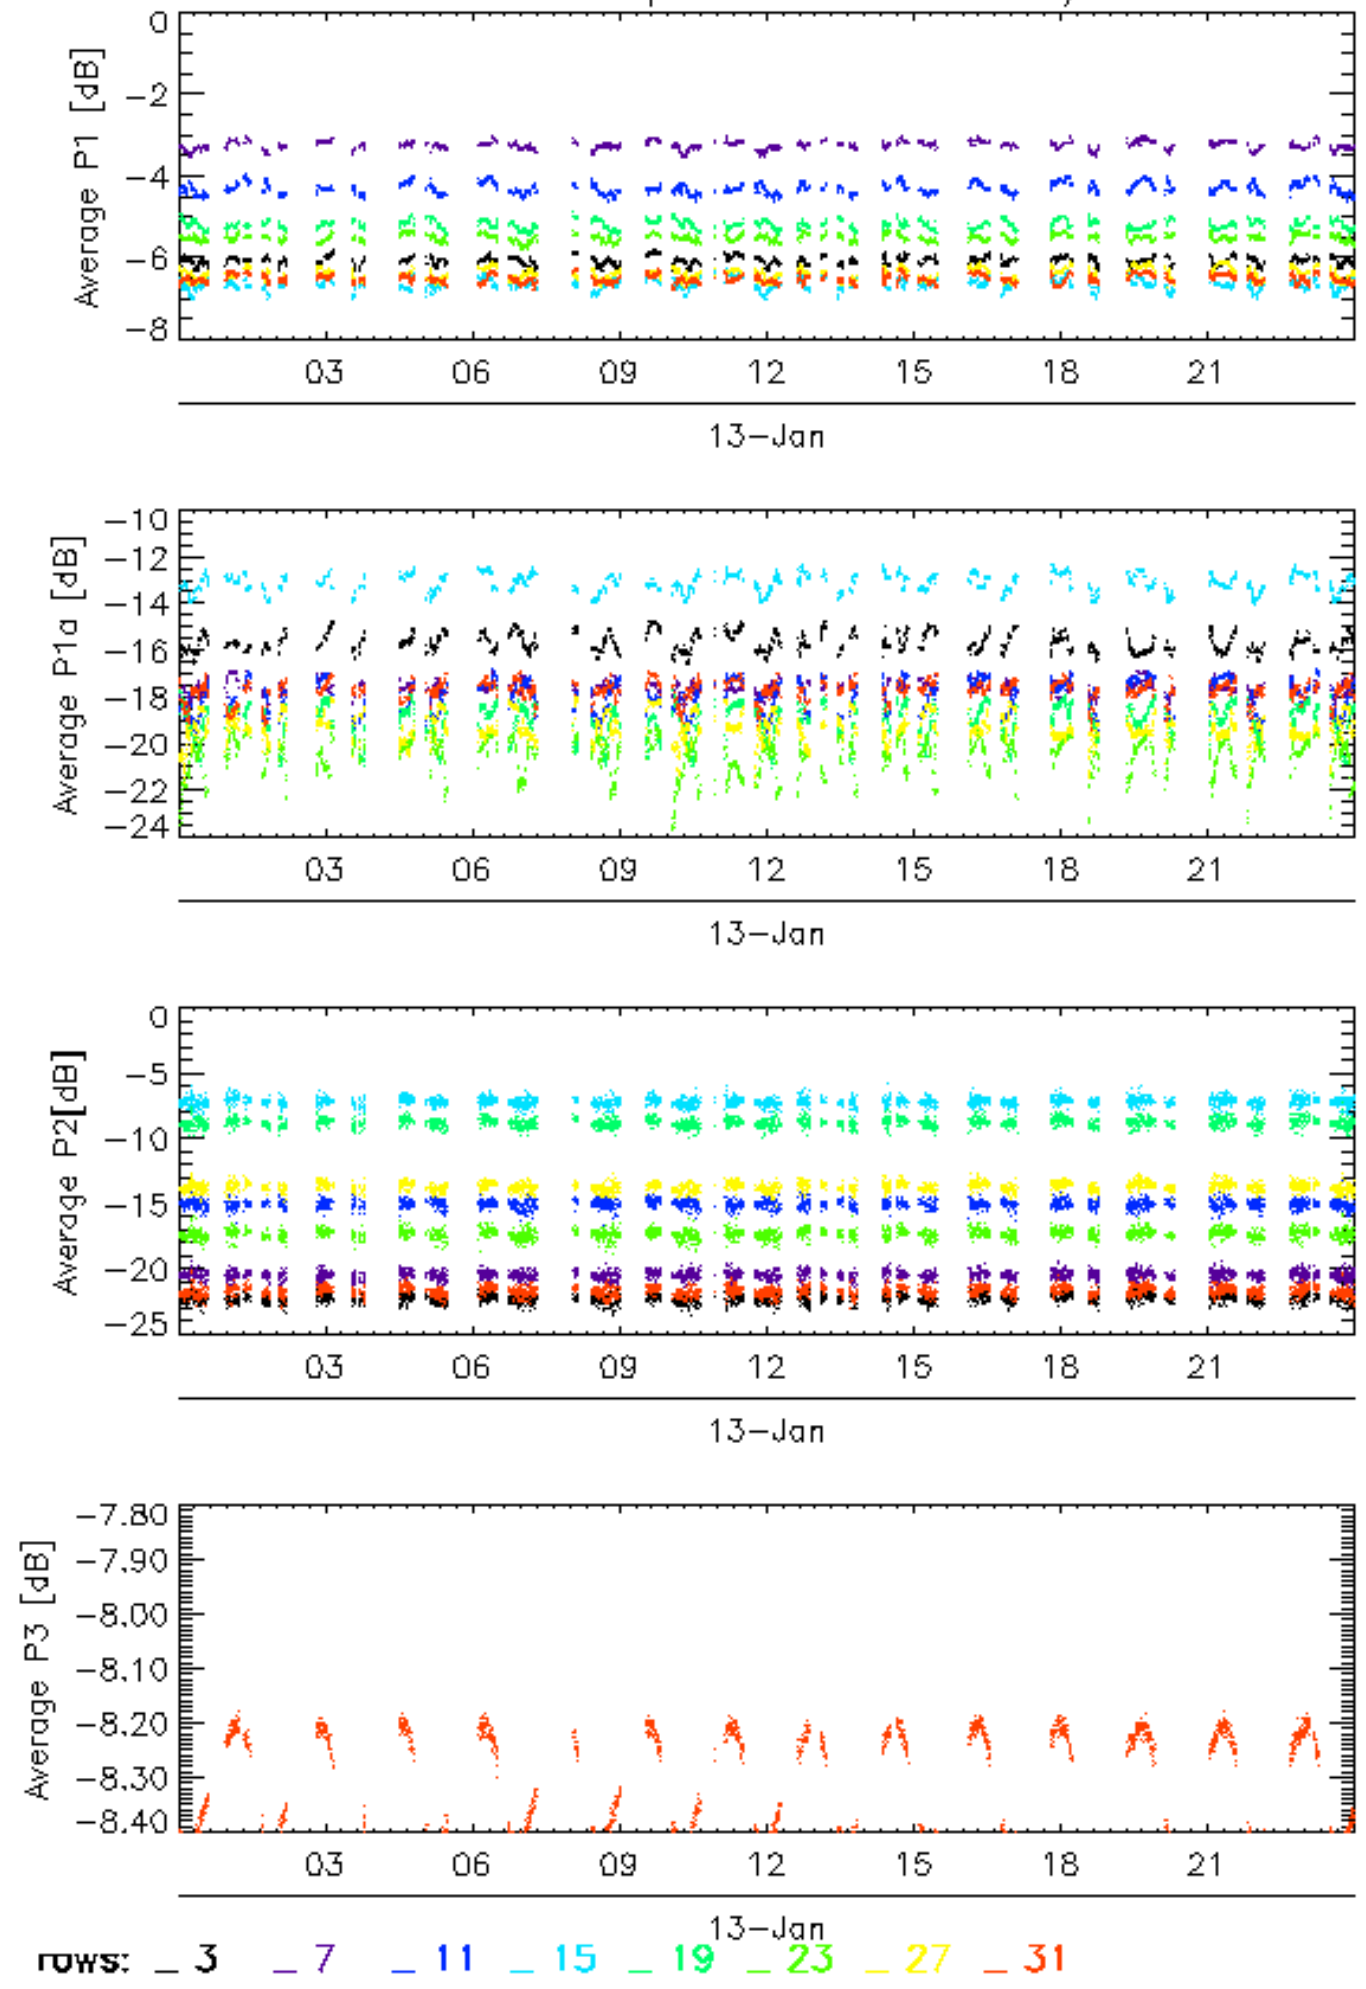 0
-2
-4
-6
-8
Average P1 [dB]
03 06 09 12 15 18 21
13-Jan
-10
-12
-14
-16
-18
-20
-22
-24
Average P1a [dB]
03 06 09 12 15 18 21
13-Jan
0
-5
-10
-15
-20
-25
Average P2[dB]
03 06 09 12 15 18 21
13-Jan
-7.80
-7.90
-8.00
-8.10
-8.20
-8.30
-8.40
Average P3 [dB]
03 06 09 12 15 18 21
13-Jan
rows: _ 3 _ 7 _ 11 _ 15 _ 19 _ 23 _ 27 _ 31